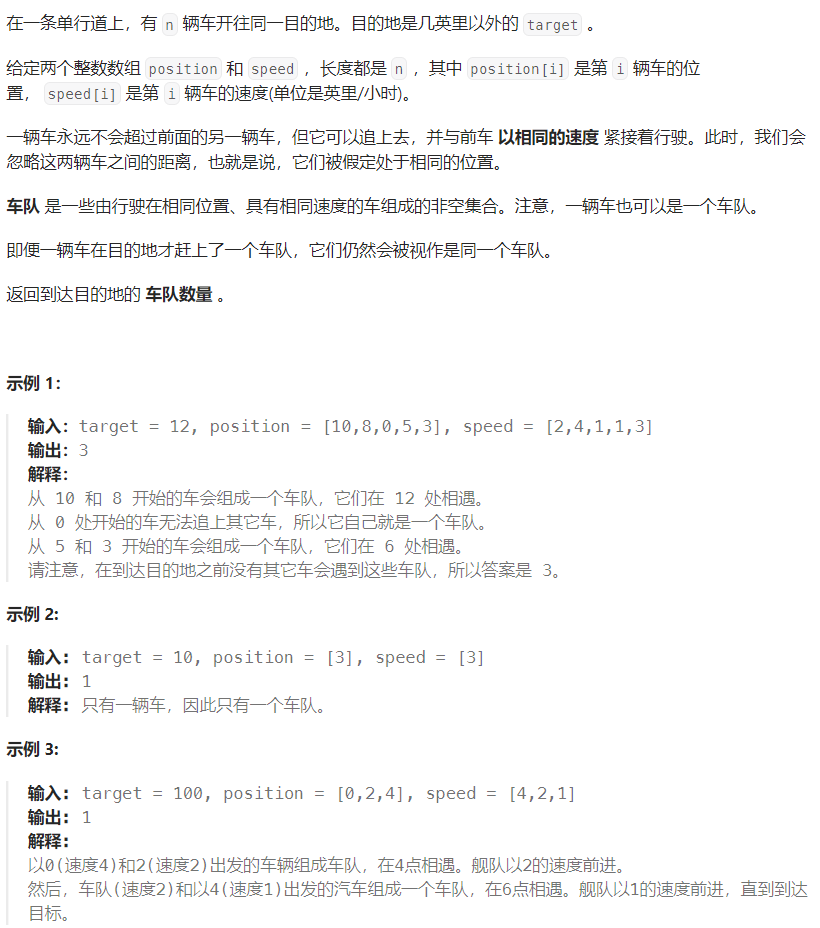 在一条单行道上，有 n 辆车开往同一目的地。目的地是几英里以外的 target 。
给定两个整数数组 position 和 speed ，长度都是 n ，其中 position[i] 是第 i 辆车的位
置， speed[i] 是第 i 辆车的速度(单位是英里/小时)。
一辆车永远不会超过前面的另一辆车，但它可以追上去，并与前车 以相同的速度 紧接着行驶。此时，我们会
忽略这两辆车之间的距离，也就是说，它们被假定处于相同的位置。
车队 是一些由行驶在相同位置、具有相同速度的车组成的非空集合。注意，一辆车也可以是一个车队。
即便一辆车在目的地才赶上了一个车队，它们仍然会被视作是同一个车队。
返回到达目的地的 车队数量 。
示例 1：
输入：target = 12, position = [10,8,0,5,3], speed = [2,4,1,1,3]
输出：3
解释：
从 10 和 8 开始的车会组成一个车队，它们在 12 处相遇。
从 0 处开始的车无法追上其它车，所以它自己就是一个车队。
从 5 和 3 开始的车会组成一个车队，它们在 6 处相遇。
请注意，在到达目的地之前没有其它车会遇到这些车队，所以答案是 3。
示例 2:
输入: target = 10, position = [3], speed = [3]
输出: 1
解释: 只有一辆车，因此只有一个车队。
示例 3:
输入: target = 100, position = [0,2,4], speed = [4,2,1]
输出: 1
解释:
以0(速度4)和2(速度2)出发的车辆组成车队，在4点相遇。舰队以2的速度前进。
然后，车队(速度2)和以4(速度1)出发的汽车组成一个车队，在6点相遇。舰队以1的速度前进，直到到达
目标。